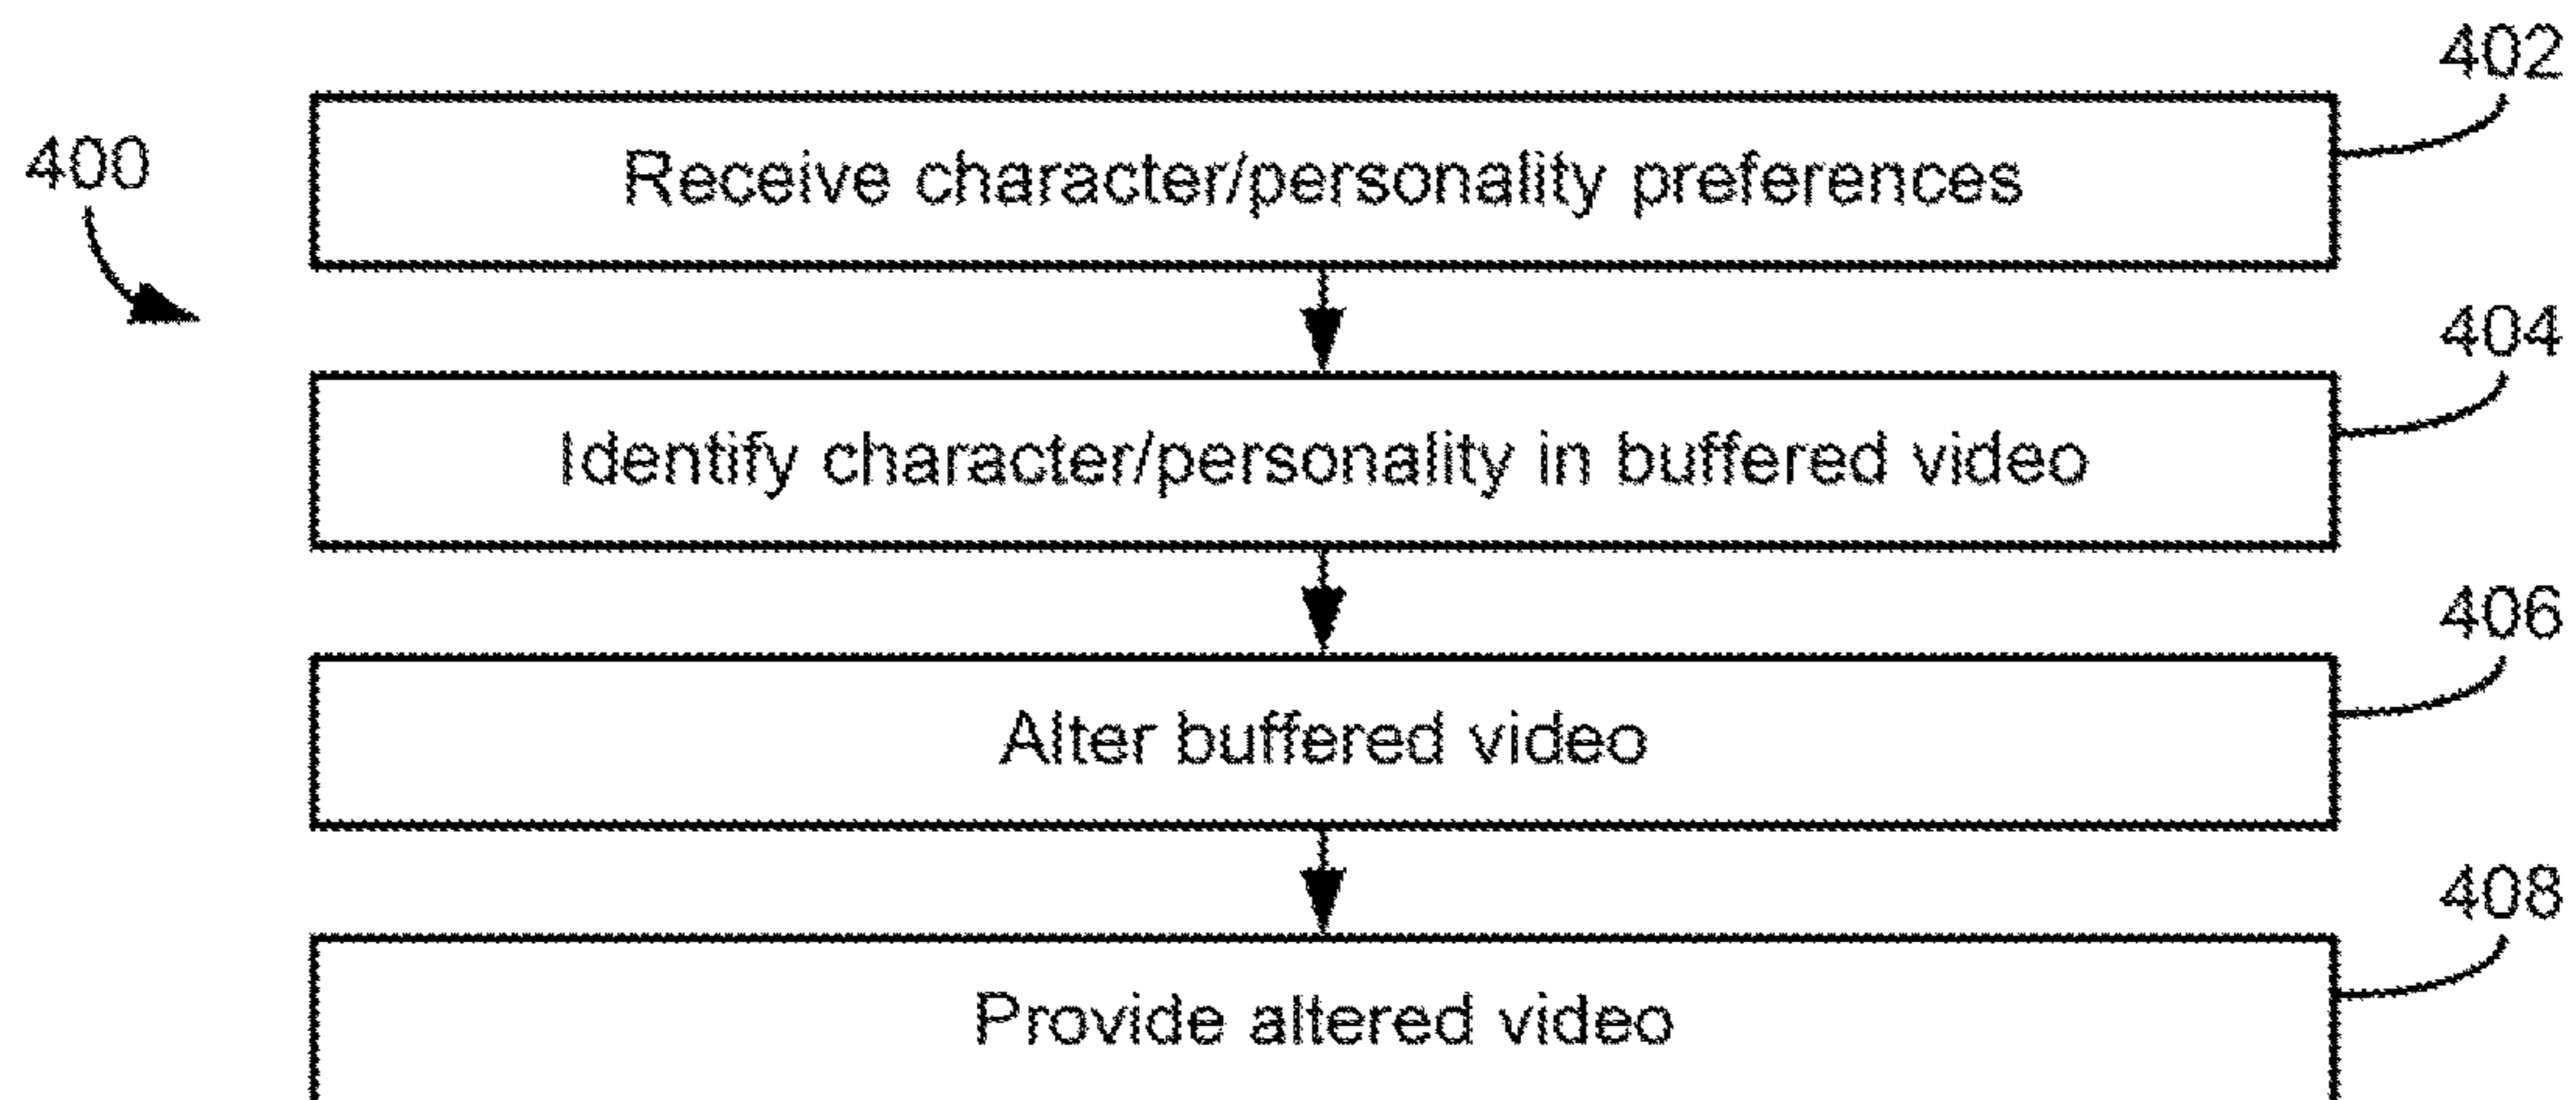 402
400
Receive character/personality preferences
404
Identify character/personality in buffered video
406
Alter buffered video
408
Provide altered video